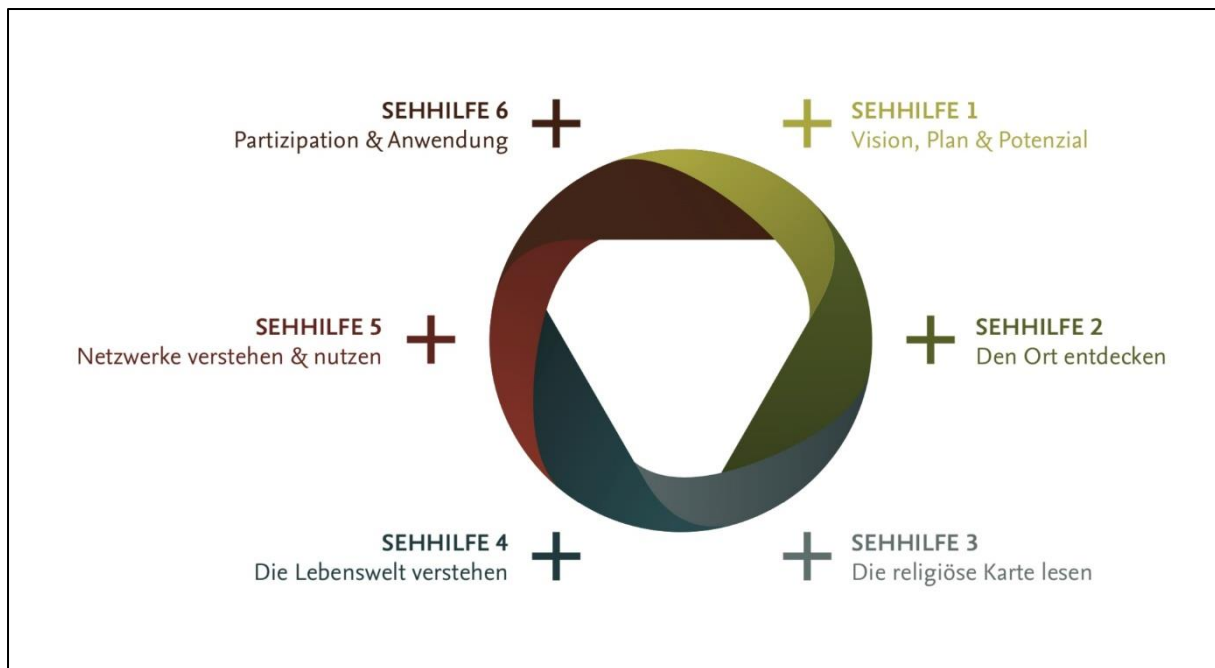 SEHHILFE 6
Partizipation & Anwendung
SEHHILFE 1
Vision, Plan & Potenzial
SEHHILFE 5
Netzwerke verstehen & nutzen
SEHHILFE 2
Den Ort entdecken
SEHHILFE 4
Die Lebenswelt verstehen
SEHHILFE 3
Die religiöse Karte lesen